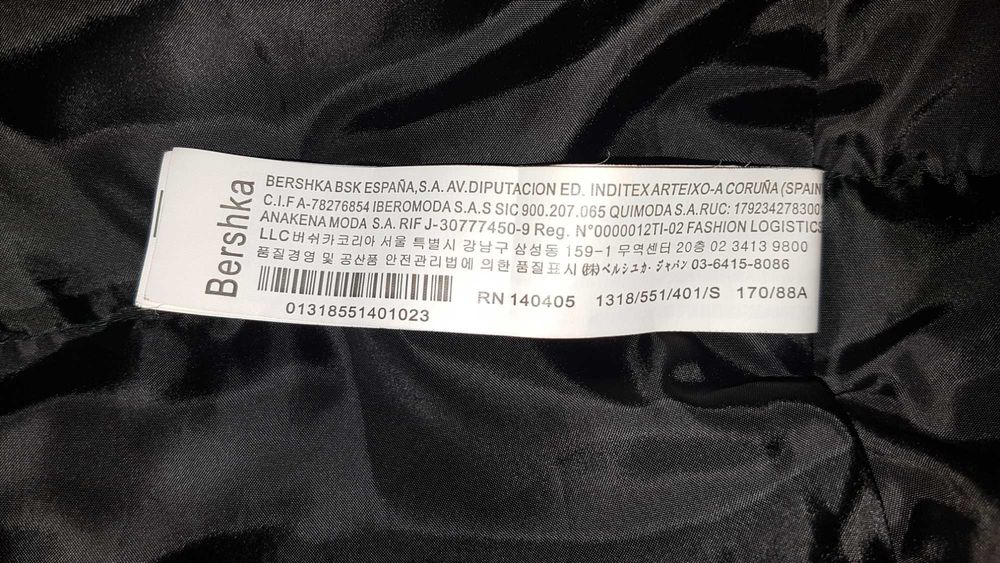 Bershka
BERSHKA BSK ESPAÑA,S.A. AV.DIPUTACION ED. INDITEX ARTEIXO-A CORUÑA (SPAIN
C.I.F A-78276854 IBEROMODA S.A.S SIC 900.207.065 QUIMODA S.A.RUC: 1792342783001
ANAKENA MODA S.A. RIF J-30777450-9 Reg. N°0000012TI-02 FASHION LOGISTICS
LLC 버쉬카코리아 서울 특별시 강남구 삼성동 159-1 무역센터 20층 02 3413 9800
품질경영 및 공산품 안전관리법에 의한 품질표시 (株)ベルシュカ・ジャパン 03-6415-8086
RN 140405 1318/551/401/S 170/88A
01318551401023